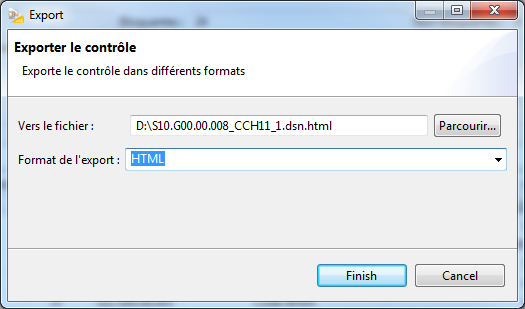 Export
Exporter le contrôle
Exporte le contrôle dans différents formats
Vers le fichier : D:\S10.G00.00.008_CCH11_1.dsn.html Parcourir...
Format de l'export : HTML
Finish Cancel